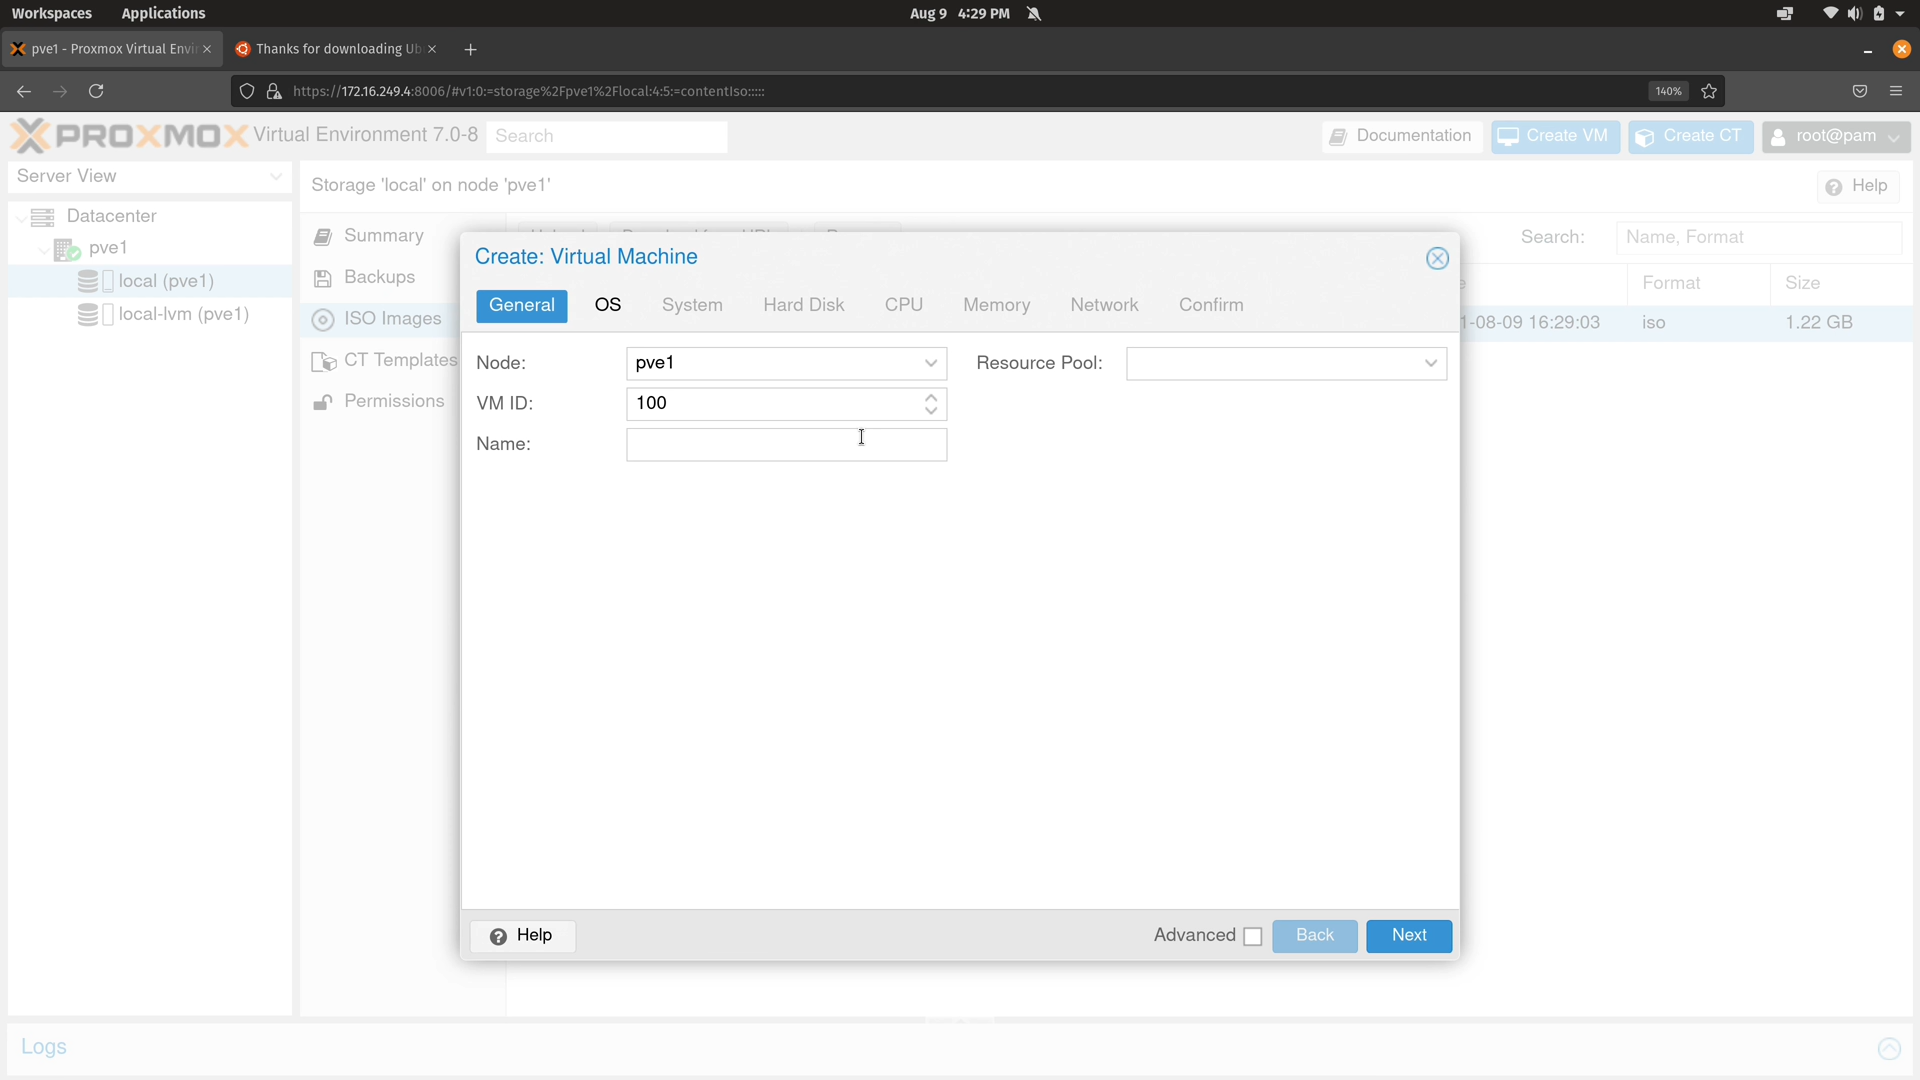 Workspaces Applications Aug 9 4:29 PM
pve1 - Proxmox Virtual Envi Thanks for downloading Ub
https://172.16.249.4:8006/#v1:0:=storage%2Fpve1%2Flocal:4:5:=contentIso::::: 140%
PROXMOX Virtual Environment 7.0-8 Search Documentation Create VM Create CT root@pam
Server View
Storage 'local' on node 'pve1' Help
Datacenter
pve1
local (pve1)
local-lvm (pve1)
Summary
Backups
ISO Images
CT Templates
Permissions
Search: Name, Format
Format Size
1-08-09 16:29:03 iso 1.22 GB
Create: Virtual Machine
General OS System Hard Disk CPU Memory Network Confirm
Node: pve1 Resource Pool:
VM ID: 100
Name:
Help Advanced Back Next
Logs